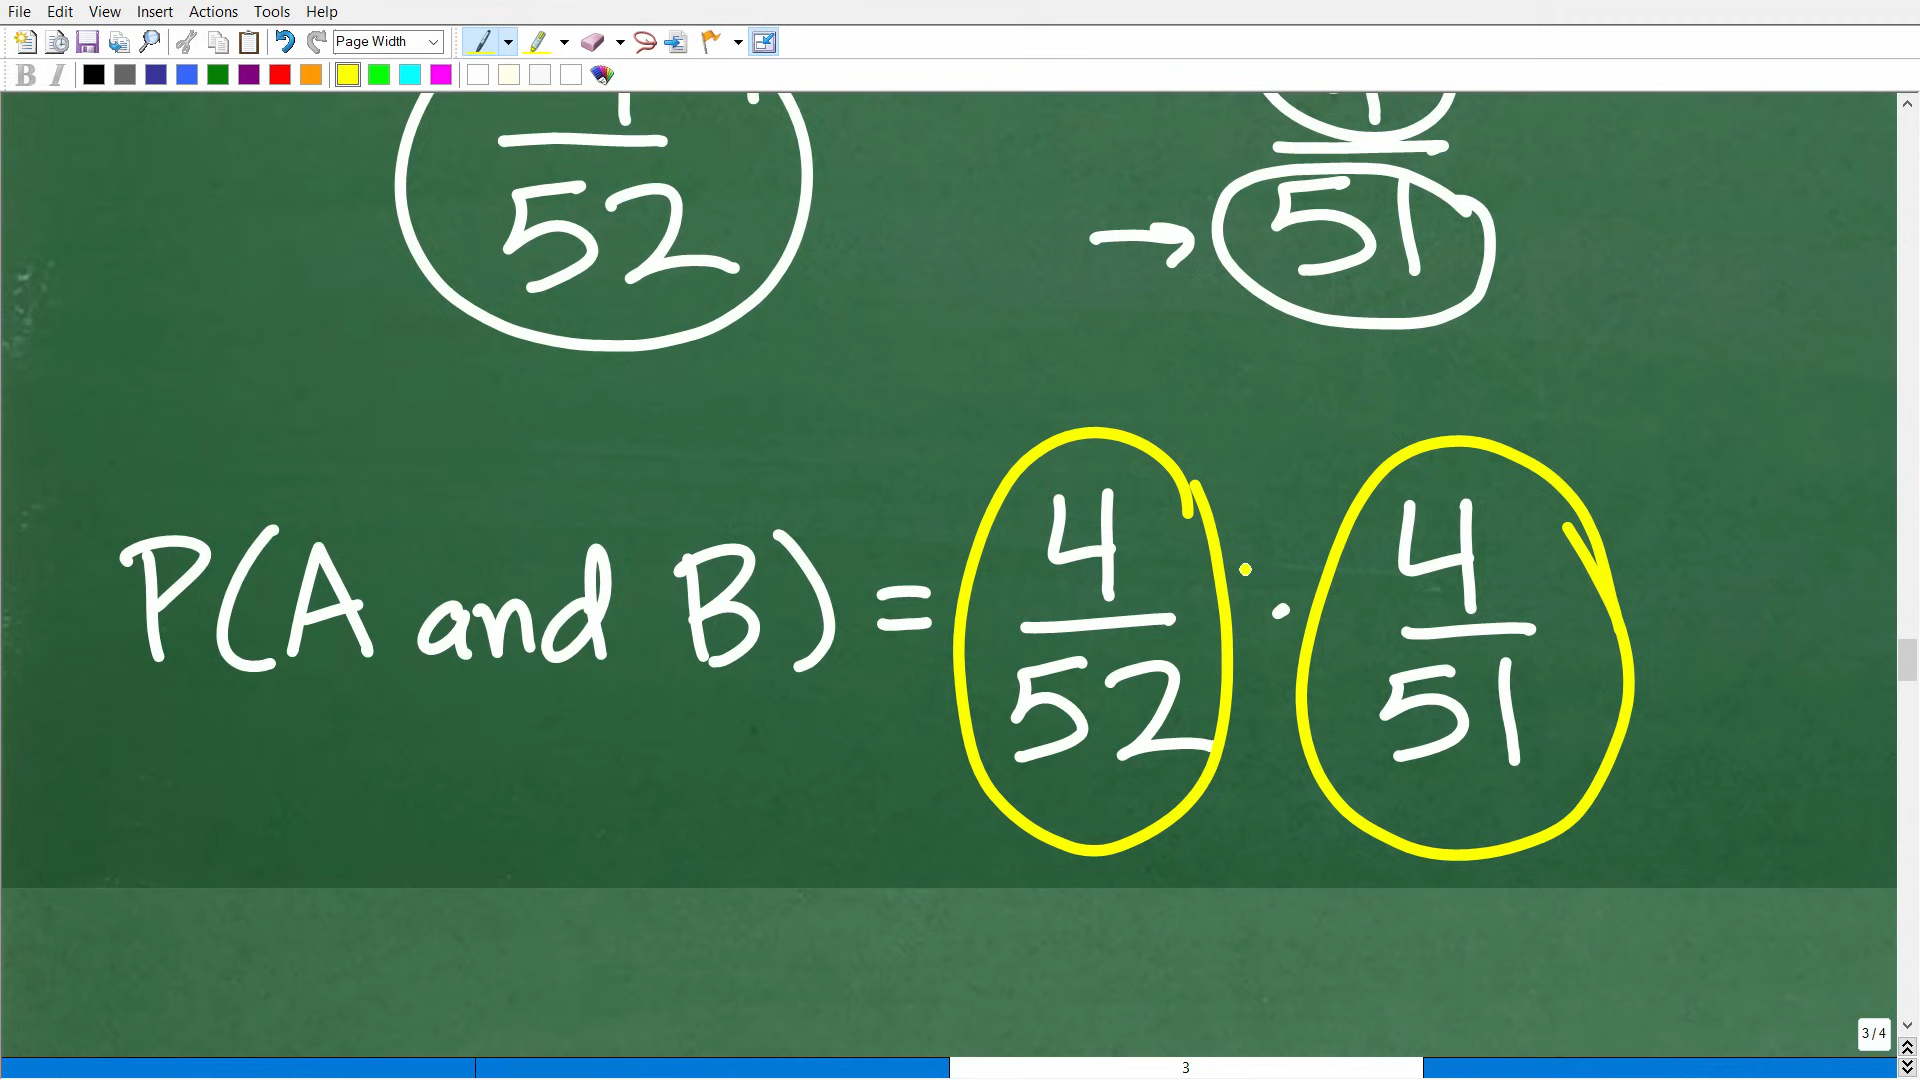 File Edit View Insert Actions Tools Help
Page Width
B I
52
51
P(A and B) = 4/52 · 4/51
3 / 4
3